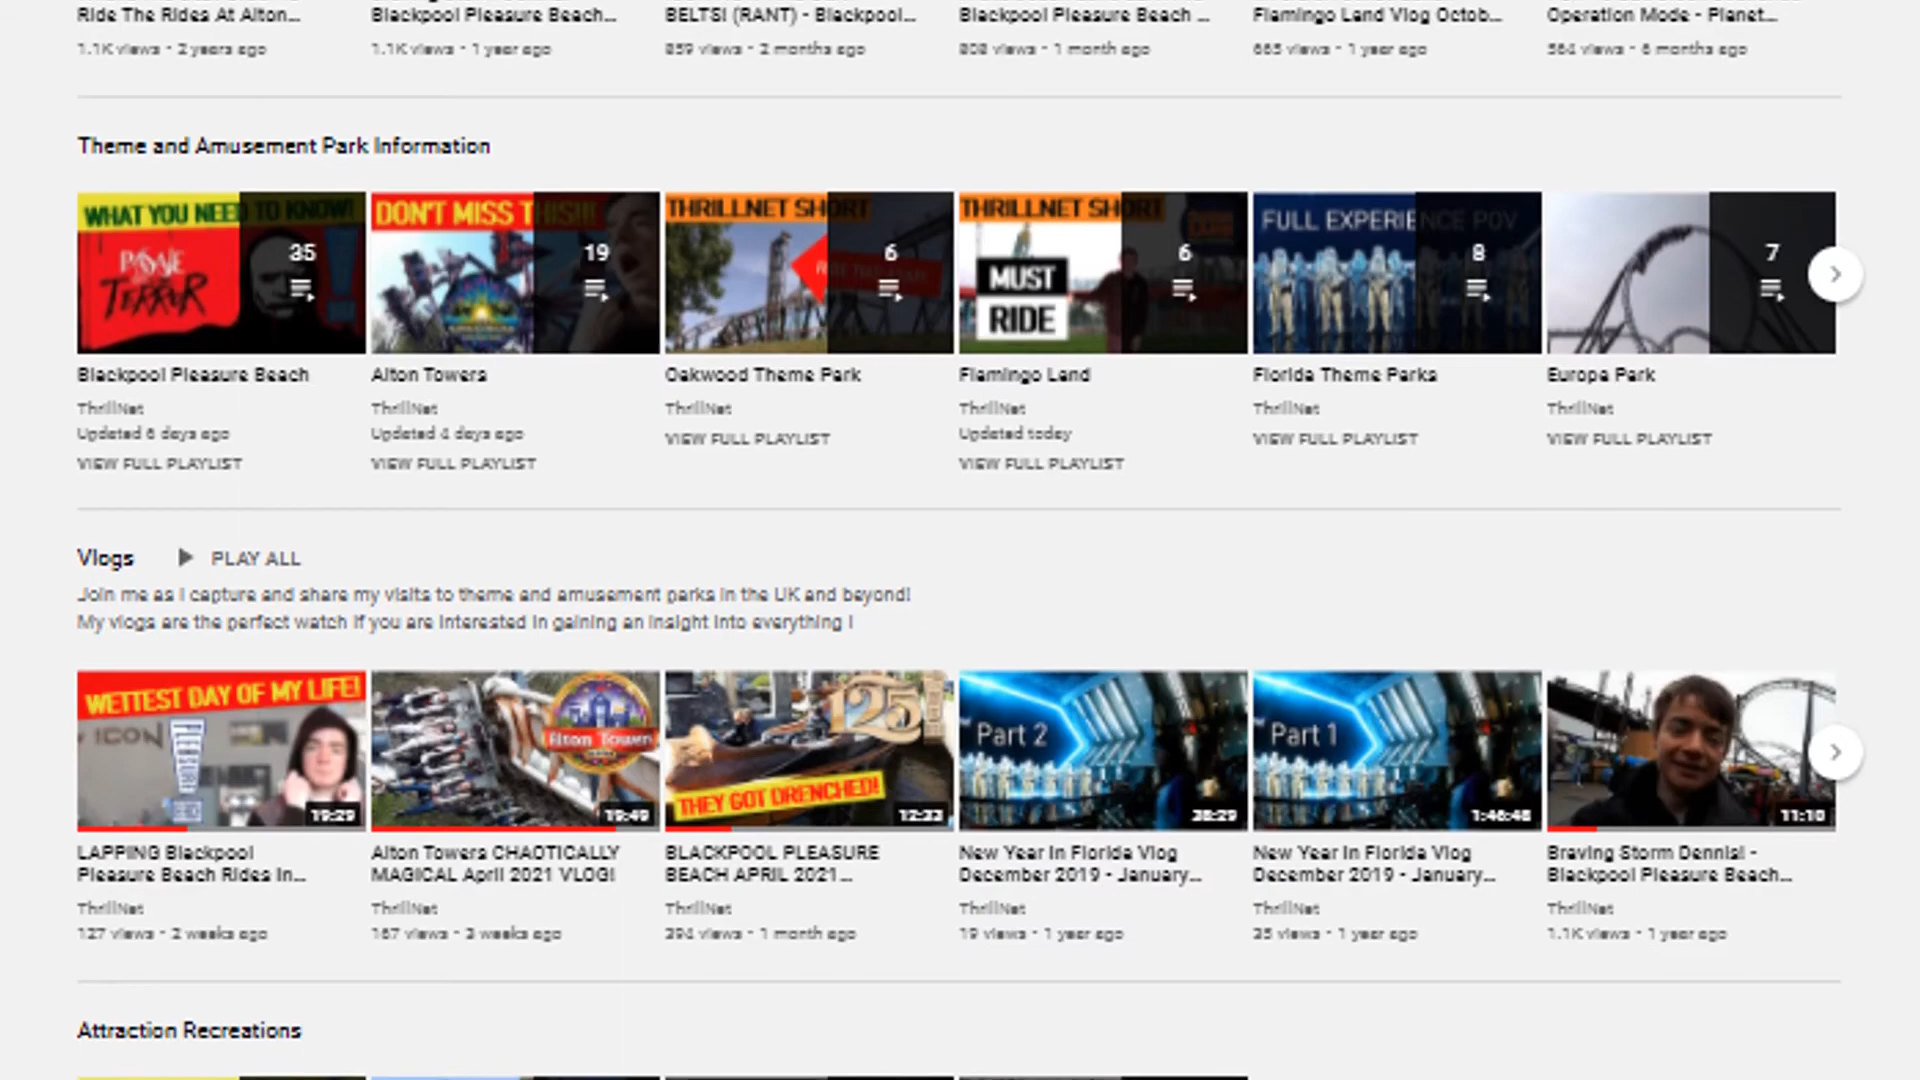 Ride The Rides At Alton...
Blackpool Pleasure Beach...
BELTS! (RANT) - Blackpool...
Blackpool Pleasure Beach ...
Flamingo Land Vlog Octob...
Operation Mode - Planet...
1.1K views • 2 years ago
1.1K views • 1 year ago
859 views • 2 months ago
808 views • 1 month ago
665 views • 1 year ago
564 views • 6 months ago
Theme and Amusement Park Information
WHAT YOU NEED TO KNOW!
PASAJE
TERROR
35
DON'T MISS THIS!!!
19
THRILLNET SHORT
6
THRILLNET SHORT
MUST
RIDE
6
FULL EXPERIENCE POV
8
7
Blackpool Pleasure Beach
Alton Towers
Oakwood Theme Park
Flamingo Land
Florida Theme Parks
Europa Park
ThrillNet
ThrillNet
ThrillNet
ThrillNet
ThrillNet
ThrillNet
Updated 6 days ago
Updated 4 days ago
Updated today
VIEW FULL PLAYLIST
VIEW FULL PLAYLIST
VIEW FULL PLAYLIST
VIEW FULL PLAYLIST
VIEW FULL PLAYLIST
VIEW FULL PLAYLIST
Vlogs
PLAY ALL
Join me as I capture and share my visits to theme and amusement parks in the UK and beyond!
My vlogs are the perfect watch if you are interested in gaining an insight into everything I
WETTEST DAY OF MY LIFE!
ICON
19:29
Alton Towers
19:49
125
THEY GOT DRENCHED!
12:33
Part 2
38:29
Part 1
1:46:48
11:18
LAPPING Blackpool
Pleasure Beach Rides In...
Alton Towers CHAOTICALLY
MAGICAL April 2021 VLOG!
BLACKPOOL PLEASURE
BEACH APRIL 2021...
New Year in Florida Vlog
December 2019 - January...
New Year in Florida Vlog
December 2019 - January...
Braving Storm Dennis! -
Blackpool Pleasure Beach...
ThrillNet
ThrillNet
ThrillNet
ThrillNet
ThrillNet
ThrillNet
127 views • 2 weeks ago
167 views • 3 weeks ago
394 views • 1 month ago
19 views • 1 year ago
35 views • 1 year ago
1.1K views • 1 year ago
Attraction Recreations